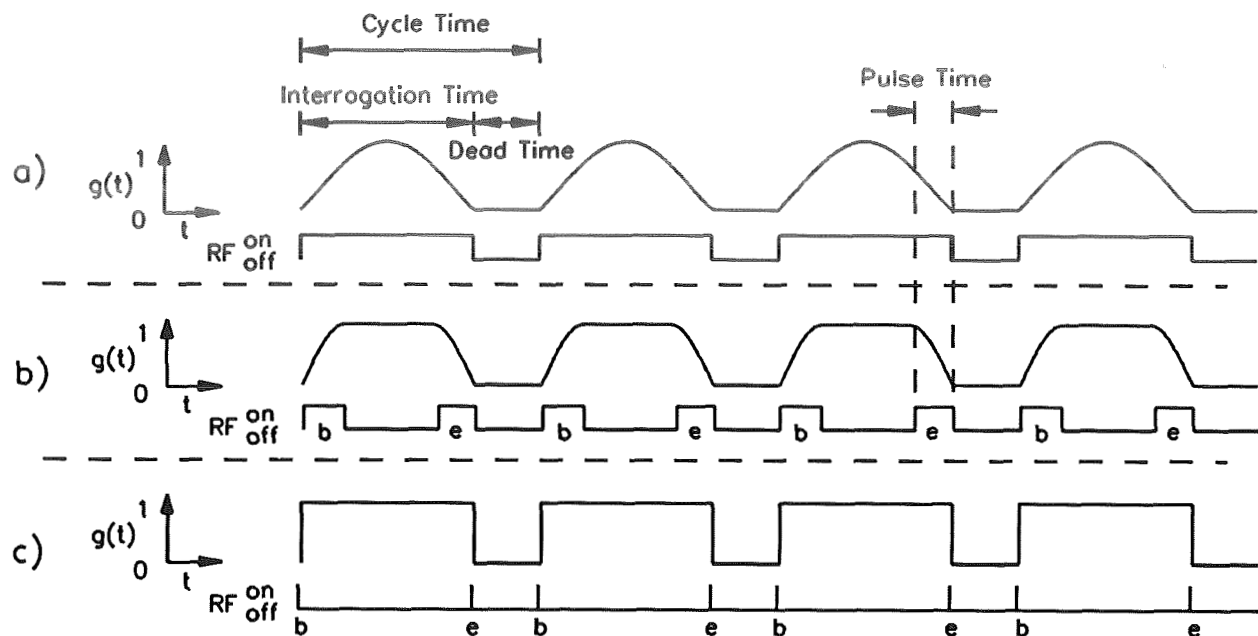 Cycle Time
Pulse Time
Interrogation Time
Dead Time
a)
g(t)
1
0
t
RF on
off
b)
g(t)
1
0
t
RF on
off
b e b e b e b e
c)
g(t)
1
0
t
RF on
off
b e b e b e b e